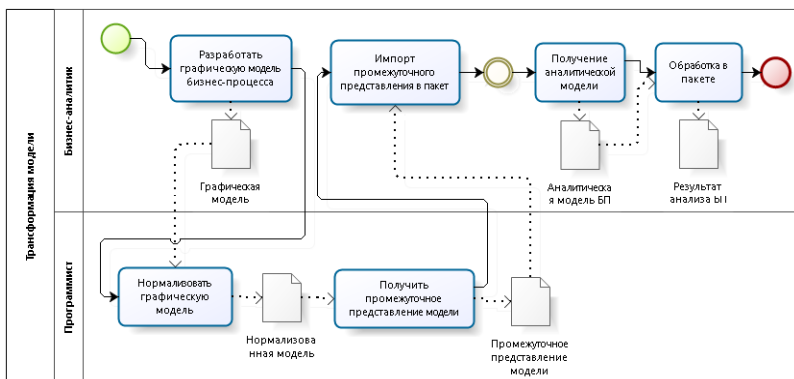 Трансформация модели
Бизнес-аналитик
Разработать
графическую модель
бизнес-процесса
Импорт
промежуточного
представления в пакет
Получение
аналитической
модели
Обработка в
пакете
Графическая
модель
Аналитическа
я модель БП
Результат
анализа БП
Программист
Нормализовать
графическую
модель
Нормализова
нная модель
Получить
промежуточное
представление модели
Промежуточное
представление
модели